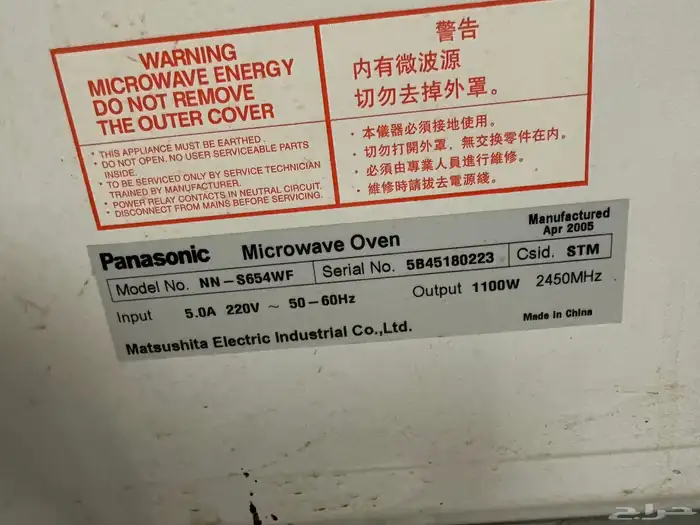 WARNING
MICROWAVE ENERGY
DO NOT REMOVE
THE OUTER COVER
• THIS APPLIANCE MUST BE EARTHED.
• DO NOT OPEN. NO USER SERVICEABLE PARTS
INSIDE.
• TO BE SERVICED ONLY BY SERVICE TECHNICIAN
TRAINED BY MANUFACTURER.
• POWER RELAY CONTACTS IN NEUTRAL CIRCUIT.
• DISCONNECT FROM MAINS BEFORE SERVICING.
警告
内有微波源
切勿去掉外罩。
• 本儀器必須接地使用。
• 切勿打開外罩，無交換零件在内。
• 必須由專業人員進行維修。
• 維修時請拔去電源綫。
Panasonic Microwave Oven
Manufactured
Apr 2005
Model No. NN-S654WF Serial No. 5B45180223 Csid. STM
Input 5.0A 220V ~ 50-60Hz Output 1100W 2450MHz
Matsushita Electric Industrial Co.,Ltd. Made in China
حراج